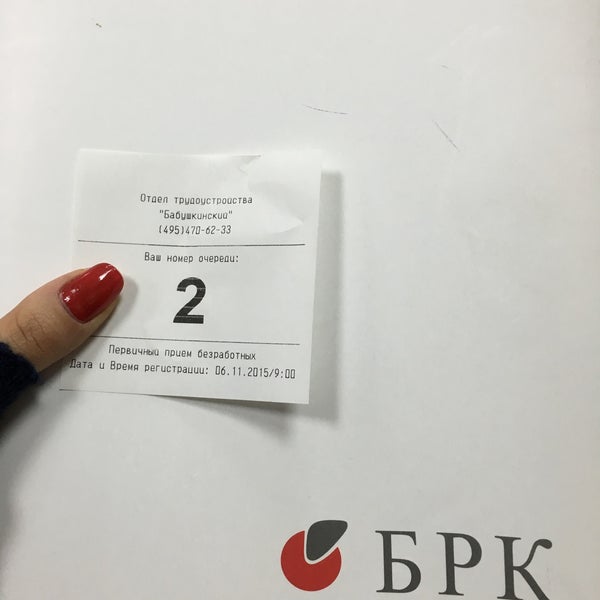 Отдел трудоустройства
"Бабушкинский"
(495)470-62-33
Ваш номер очереди:
2
Первичный прием безработных
Дата и Время регистрации: 06.11.2015/9:00
БРК